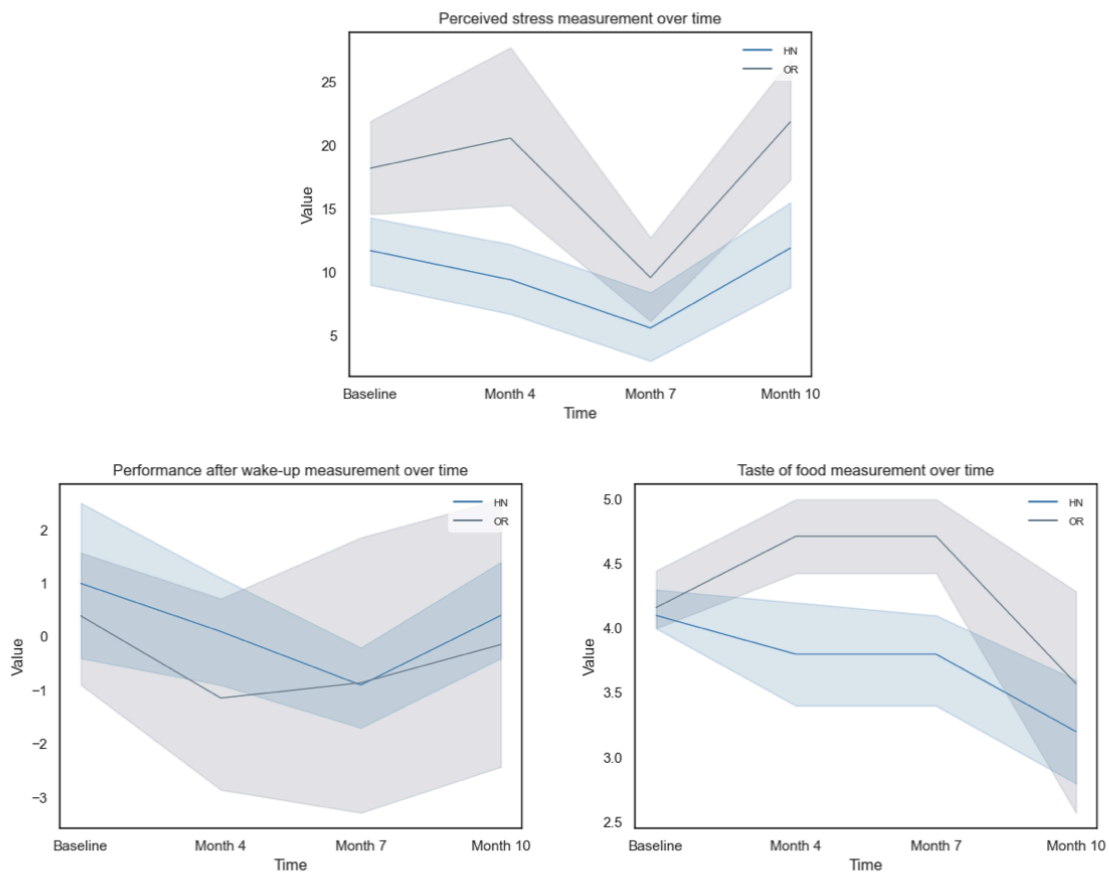 Perceived stress measurement over time
HN
OR
25
20
15
10
5
Value
Baseline Month 4 Month 7 Month 10
Time
Performance after wake-up measurement over time
HN
OR
2
1
0
−1
−2
−3
Value
Baseline Month 4 Month 7 Month 10
Time
Taste of food measurement over time
HN
OR
5.0
4.5
4.0
3.5
3.0
2.5
Value
Baseline Month 4 Month 7 Month 10
Time